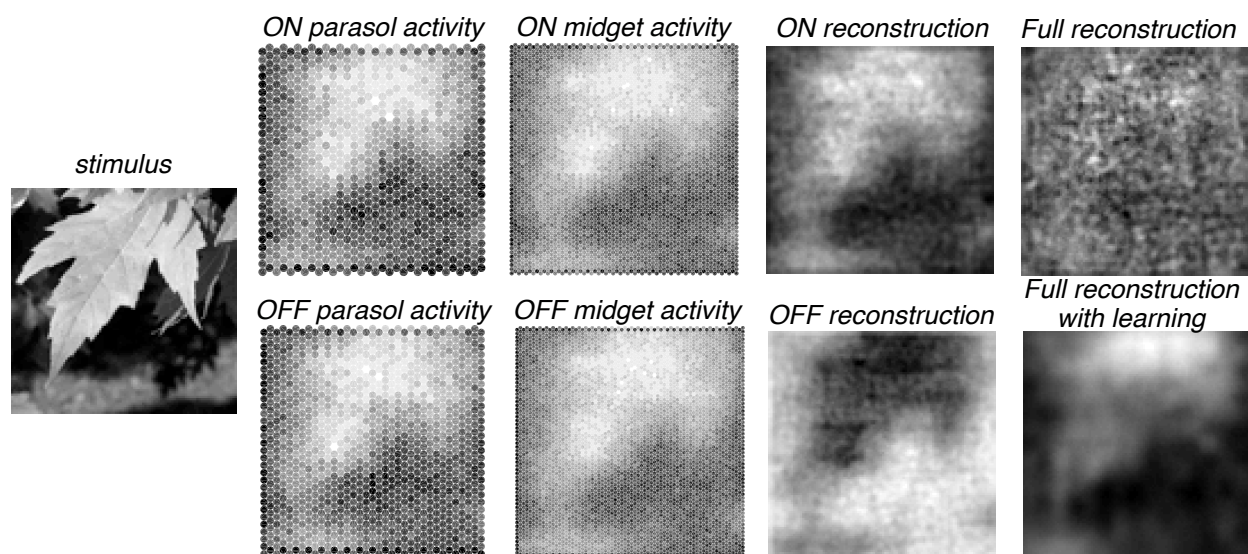 ON parasol activity
ON midget activity
ON reconstruction
Full reconstruction
stimulus
OFF parasol activity
OFF midget activity
OFF reconstruction
Full reconstruction
with learning